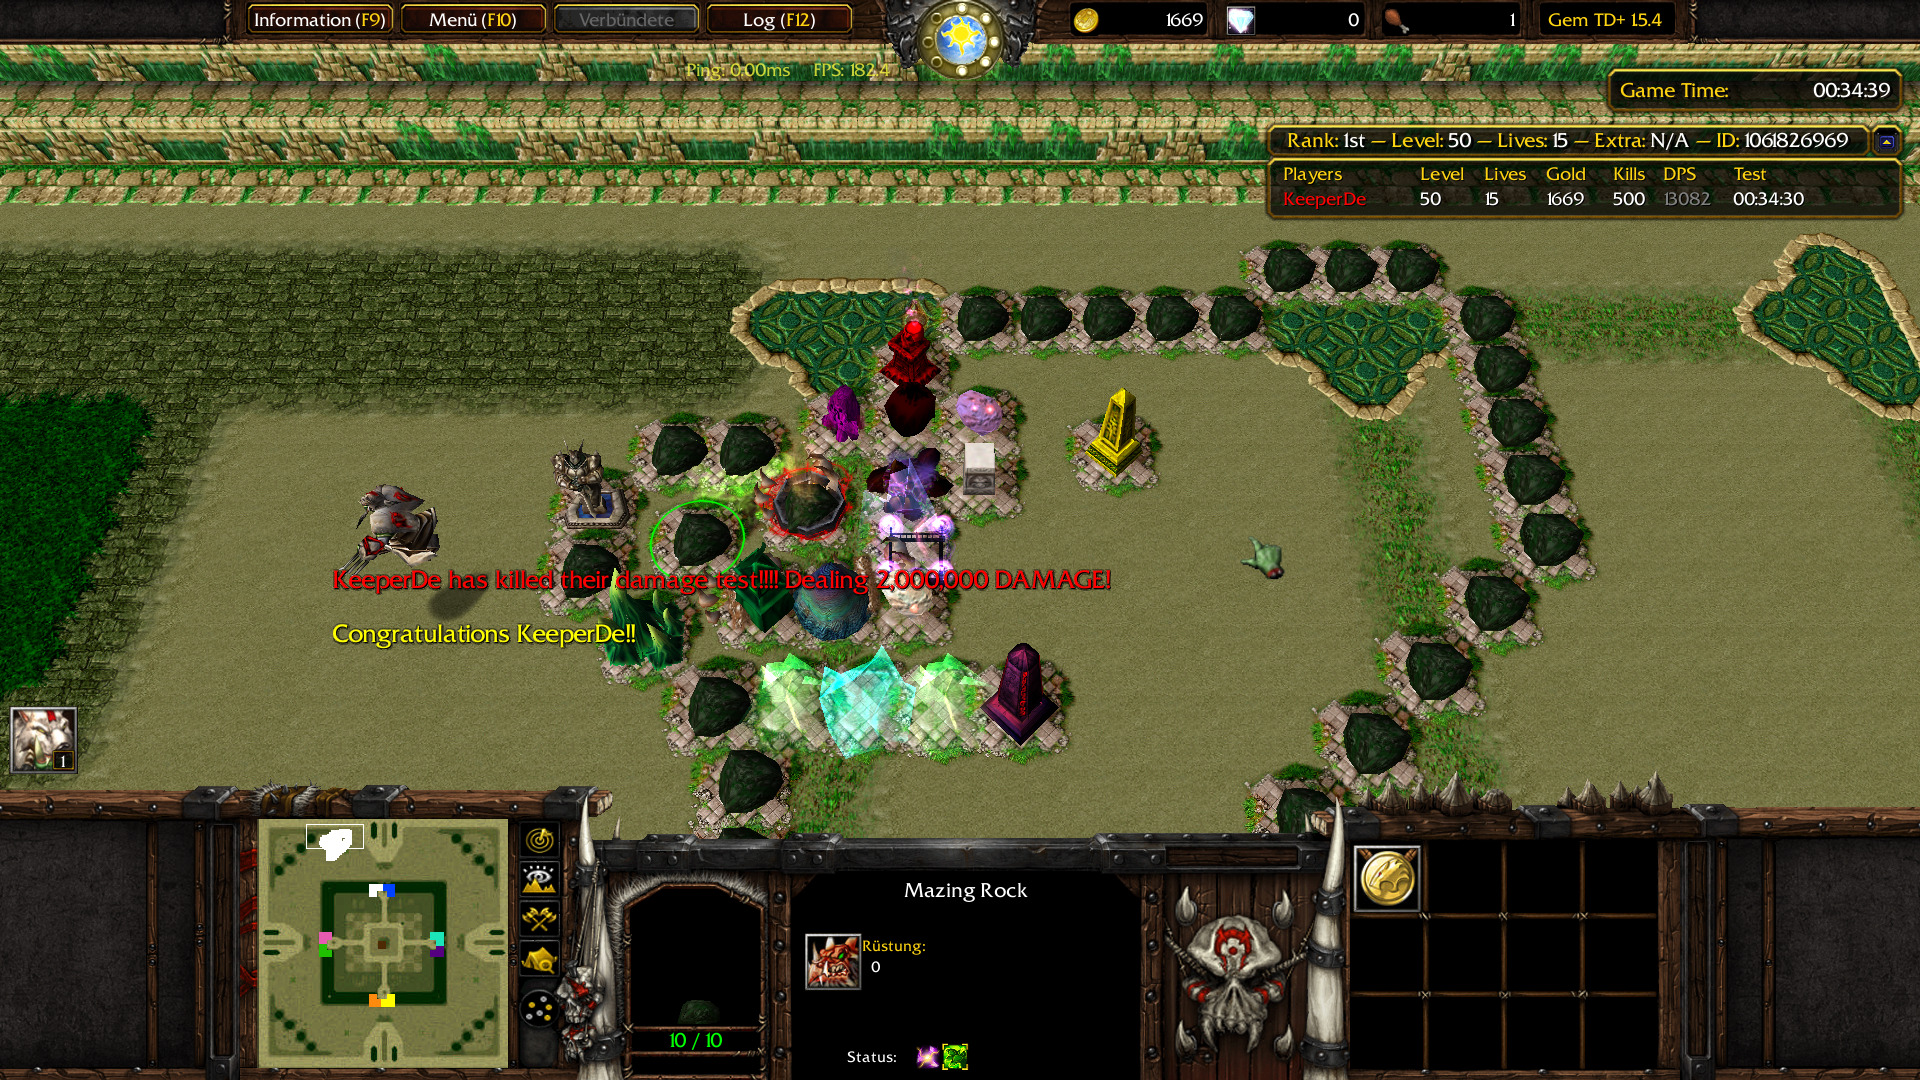 Information (F9) Menü (F10) Verbündete Log (F12) 1669 0 1 Gem TD+ 1.5.4
Ping: 0.00ms FPS: 182.4
Game Time: 00:34:39
Rank: 1st – Level: 50 – Lives: 15 – Extra: N/A – ID: 1061826969
Players Level Lives Gold Kills DPS Test
KeeperDe 50 15 1669 500 13082 00:34:30
KeeperDe has killed their damage test!!!! Dealing 2,000,000 DAMAGE!
Congratulations KeeperDe!!
1
Mazing Rock
Rüstung:
0
10 / 10
Status: